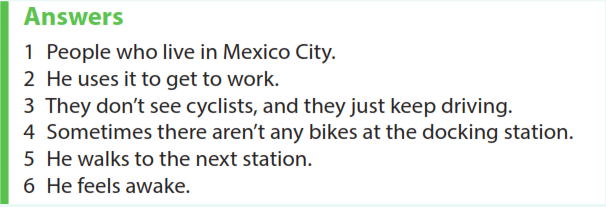 Answers
1 People who live in Mexico City.
2 He uses it to get to work.
3 They don’t see cyclists, and they just keep driving.
4 Sometimes there aren’t any bikes at the docking station.
5 He walks to the next station.
6 He feels awake.